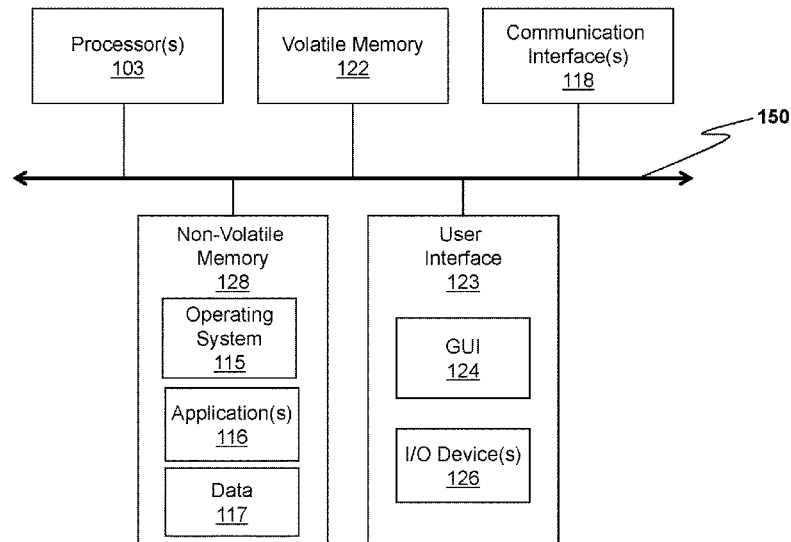 Processor(s)
103
Volatile Memory
122
Communication
Interface(s)
118
150
Non-Volatile
Memory
128
Operating
System
115
Application(s)
116
Data
117
User
Interface
123
GUI
124
I/O Device(s)
126